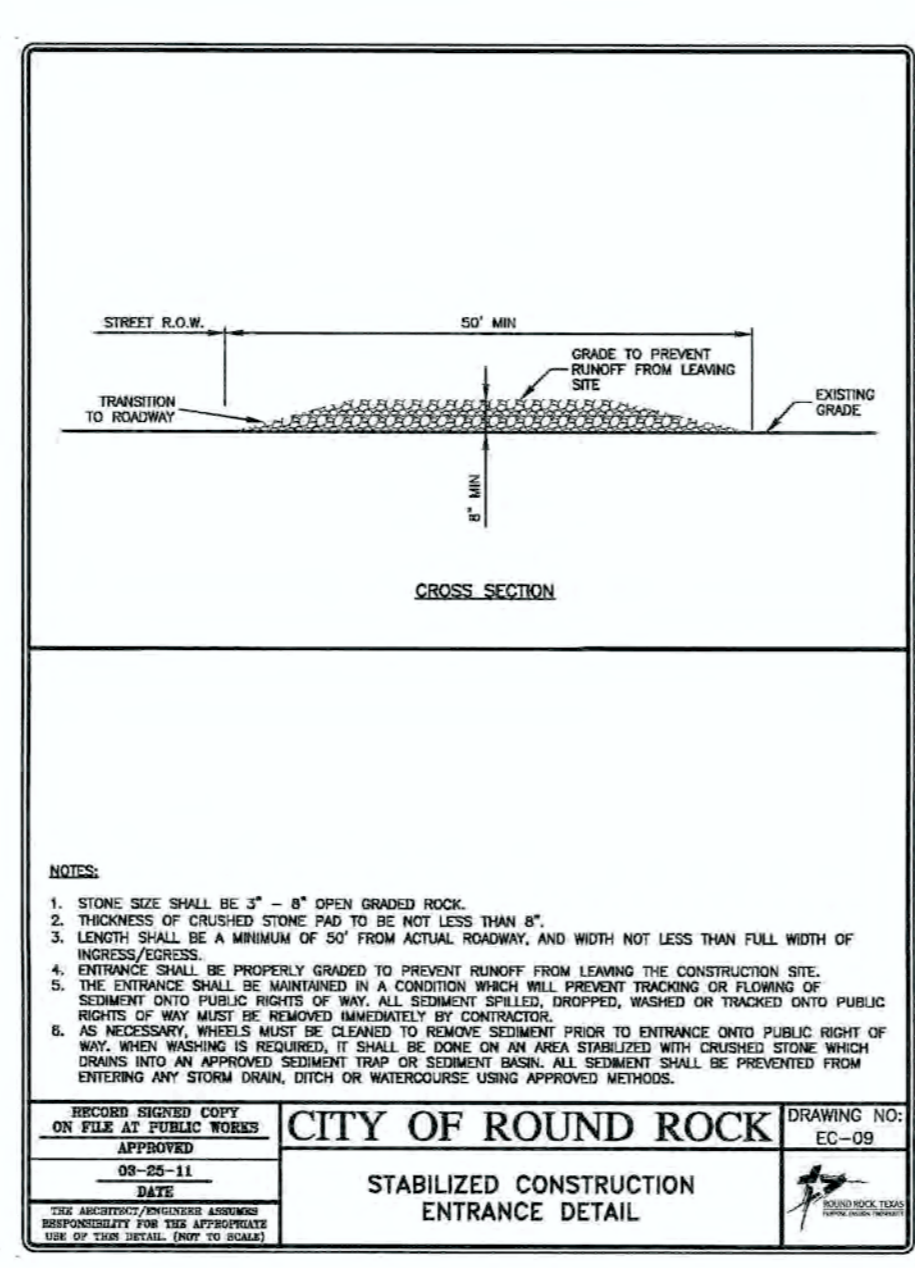 STREET R.O.W.
50' MIN
GRADE TO PREVENT
RUNOFF FROM LEAVING
SITE
TRANSITION
TO ROADWAY
EXISTING
GRADE
8" MIN
CROSS SECTION
NOTES:
1. STONE SIZE SHALL BE 3" – 8" OPEN GRADED ROCK.
2. THICKNESS OF CRUSHED STONE PAD TO BE NOT LESS THAN 8".
3. LENGTH SHALL BE A MINIMUM OF 50' FROM ACTUAL ROADWAY, AND WIDTH NOT LESS THAN FULL WIDTH OF
INGRESS/EGRESS.
4. ENTRANCE SHALL BE PROPERLY GRADED TO PREVENT RUNOFF FROM LEAVING THE CONSTRUCTION SITE.
5. THE ENTRANCE SHALL BE MAINTAINED IN A CONDITION WHICH WILL PREVENT TRACKING OR FLOWING OF
SEDIMENT ONTO PUBLIC RIGHTS OF WAY. ALL SEDIMENT SPILLED, DROPPED, WASHED OR TRACKED ONTO PUBLIC
RIGHTS OF WAY MUST BE REMOVED IMMEDIATELY BY CONTRACTOR.
6. AS NECESSARY, WHEELS MUST BE CLEANED TO REMOVE SEDIMENT PRIOR TO ENTRANCE ONTO PUBLIC RIGHT OF
WAY. WHEN WASHING IS REQUIRED, IT SHALL BE DONE ON AN AREA STABILIZED WITH CRUSHED STONE WHICH
DRAINS INTO AN APPROVED SEDIMENT TRAP OR SEDIMENT BASIN. ALL SEDIMENT SHALL BE PREVENTED FROM
ENTERING ANY STORM DRAIN, DITCH OR WATERCOURSE USING APPROVED METHODS.
RECORD SIGNED COPY
ON FILE AT PUBLIC WORKS
APPROVED
03-25-11
DATE
THE ARCHITECT/ENGINEER ASSUMES
RESPONSIBILITY FOR THE APPROPRIATE
USE OF THIS DETAIL. (NOT TO SCALE)
CITY OF ROUND ROCK
STABILIZED CONSTRUCTION
ENTRANCE DETAIL
DRAWING NO:
EC-09
ROUND ROCK, TEXAS